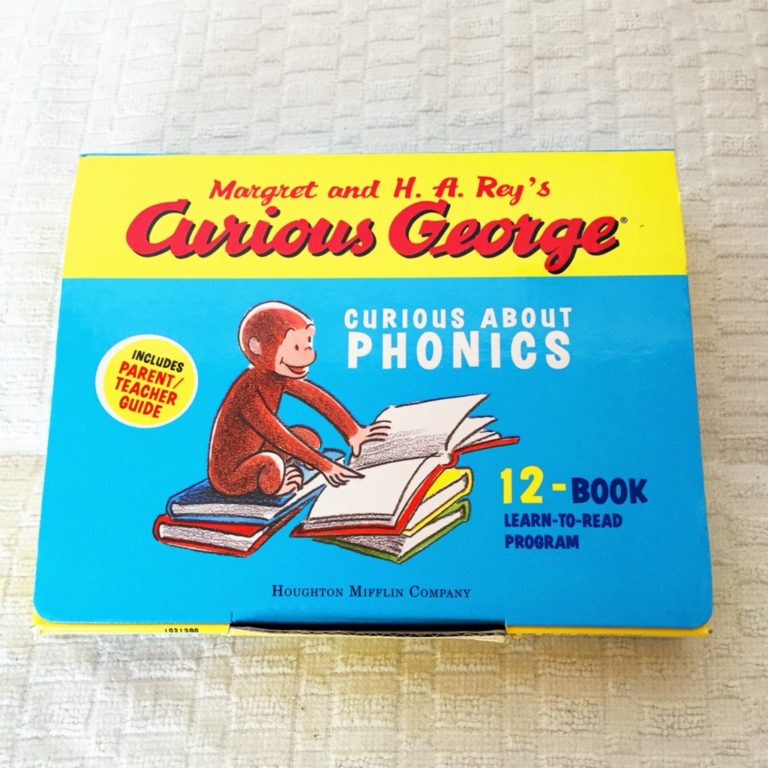 Margret and H. A. Rey's
Curious George®
CURIOUS ABOUT
PHONICS
INCLUDES
PARENT/
TEACHER
GUIDE
12-BOOK
LEARN-TO-READ
PROGRAM
HOUGHTON MIFFLIN COMPANY
1021386